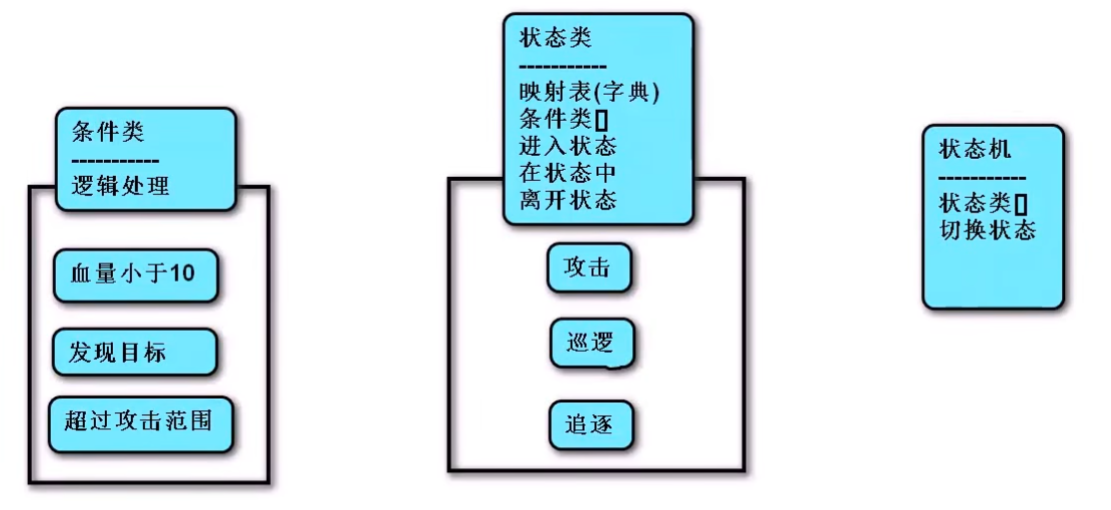 条件类
-----------
逻辑处理
血量小于10
发现目标
超过攻击范围
状态类
-----------
映射表(字典)
条件类[]
进入状态
在状态中
离开状态
攻击
巡逻
追逐
状态机
-----------
状态类[]
切换状态